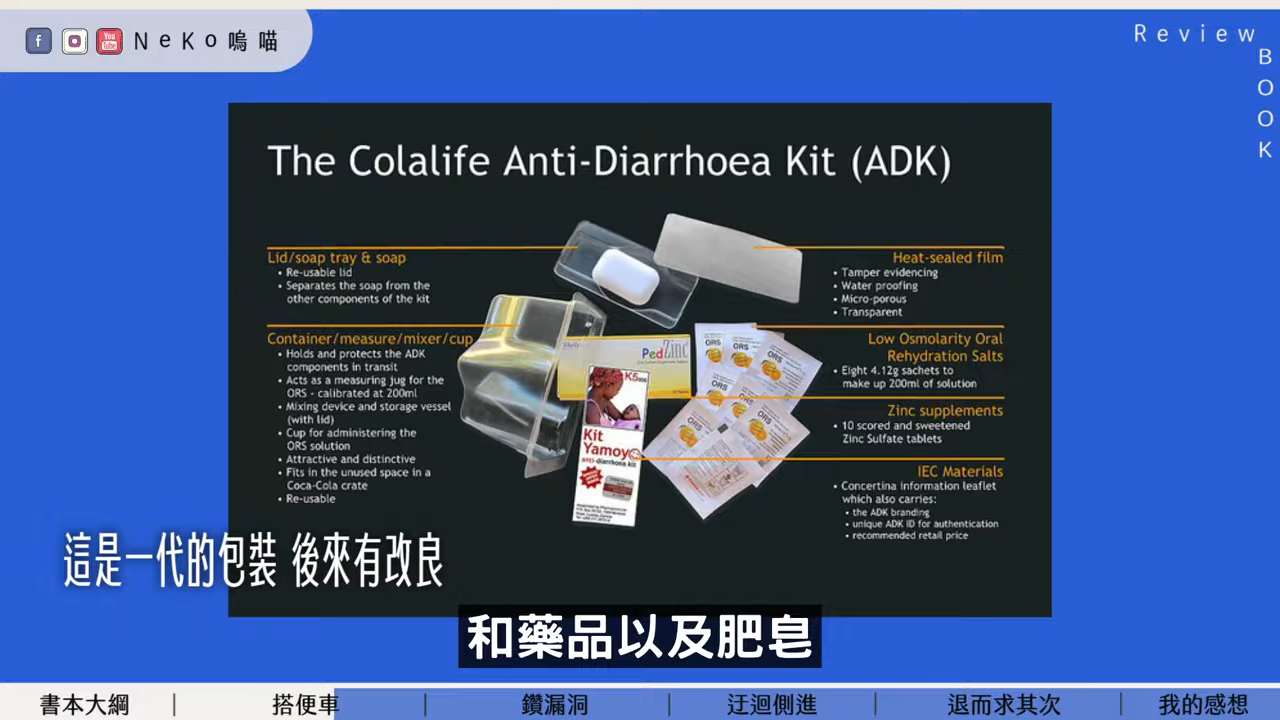 NeKo嗚喵
Review
BOOK
The Colalife Anti-Diarrhoea Kit (ADK)
Lid/soap tray & soap
• Re-usable lid
• Separates the soap from the
other components of the kit
Container/measure/mixer/cup
• Holds and protects the ADK
components in transit
• Acts as a measuring jug for the
ORS - calibrated at 200ml
• Mixing device and storage vessel
(with lid)
• Cup for administering the
ORS solution
• Attractive and distinctive
• Fits in the unused space in a
Coca-Cola crate
• Re-usable
Heat-sealed film
• Tamper evidencing
• Water proofing
• Micro-porous
• Transparent
Low Osmolarity Oral
Rehydration Salts
• Eight 4.12g sachets to
make up 200ml of solution
Zinc supplements
• 10 scored and sweetened
Zinc Sulfate tablets
IEC Materials
• Concertina information leaflet
which also carries:
• the ADK branding
• unique ADK ID for authentication
• recommended retail price
PedZinc
ORS
ORS
ORS
ORS
ORS
ORS
ORS
K5
Kit
Yamoyo
anti-diarrhoea kit
這是一代的包裝 後來有改良
和藥品以及肥皂
書本大綱 | 搭便車 | 鑽漏洞 | 迂迴側進 | 退而求其次 | 我的感想